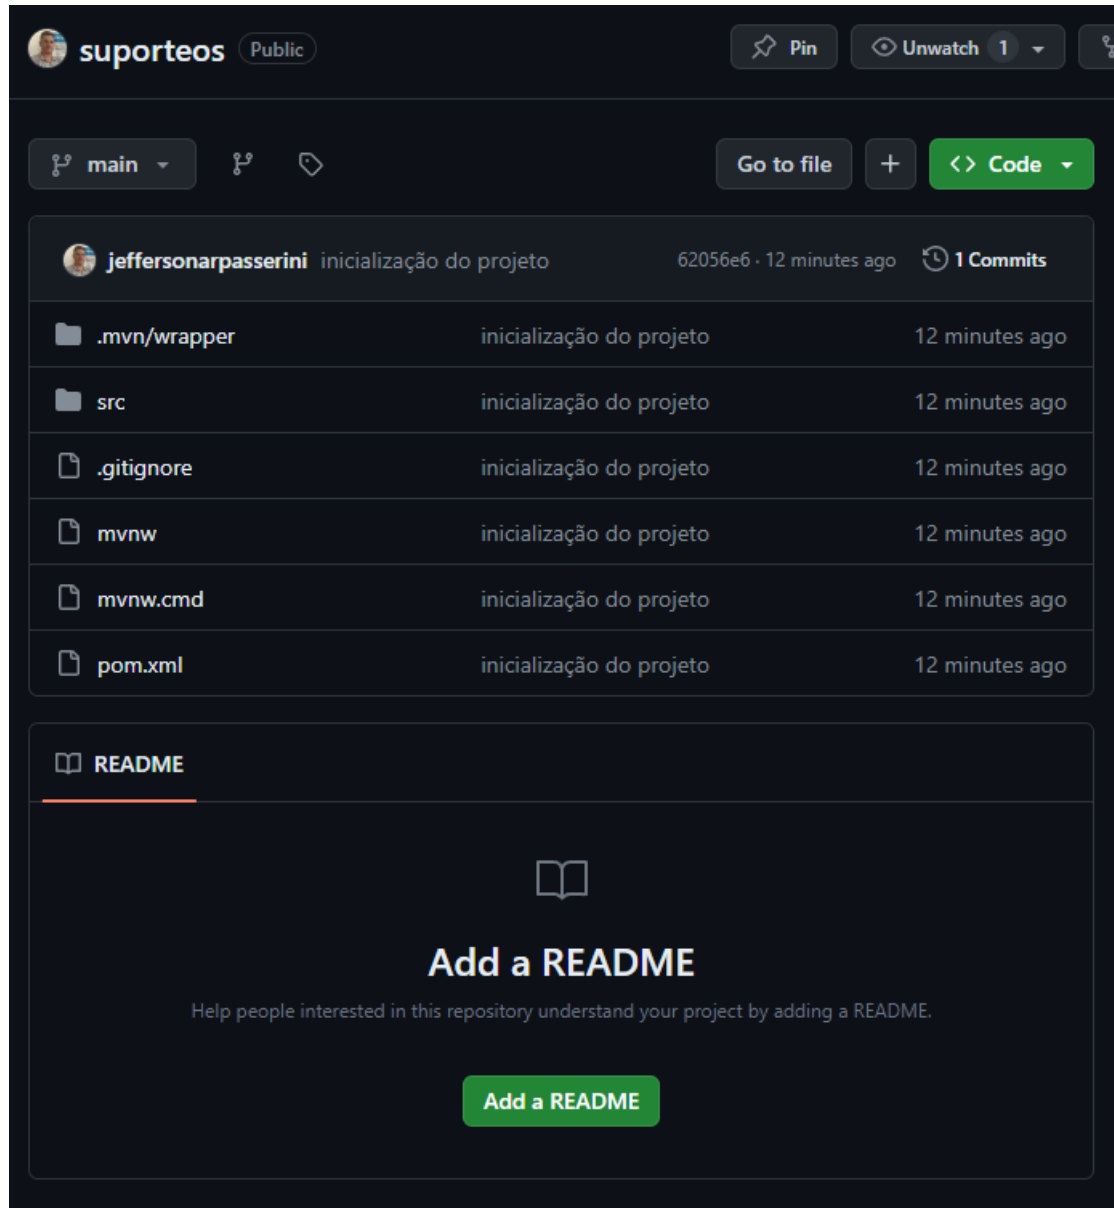 suporteos Public Pin Unwatch 1
main Go to file Code
jeffersonarpasserini inicialização do projeto 62056e6 · 12 minutes ago 1 Commits
.mvn/wrapper inicialização do projeto 12 minutes ago
src inicialização do projeto 12 minutes ago
.gitignore inicialização do projeto 12 minutes ago
mvnw inicialização do projeto 12 minutes ago
mvnw.cmd inicialização do projeto 12 minutes ago
pom.xml inicialização do projeto 12 minutes ago
README
Add a README
Help people interested in this repository understand your project by adding a README.
Add a README